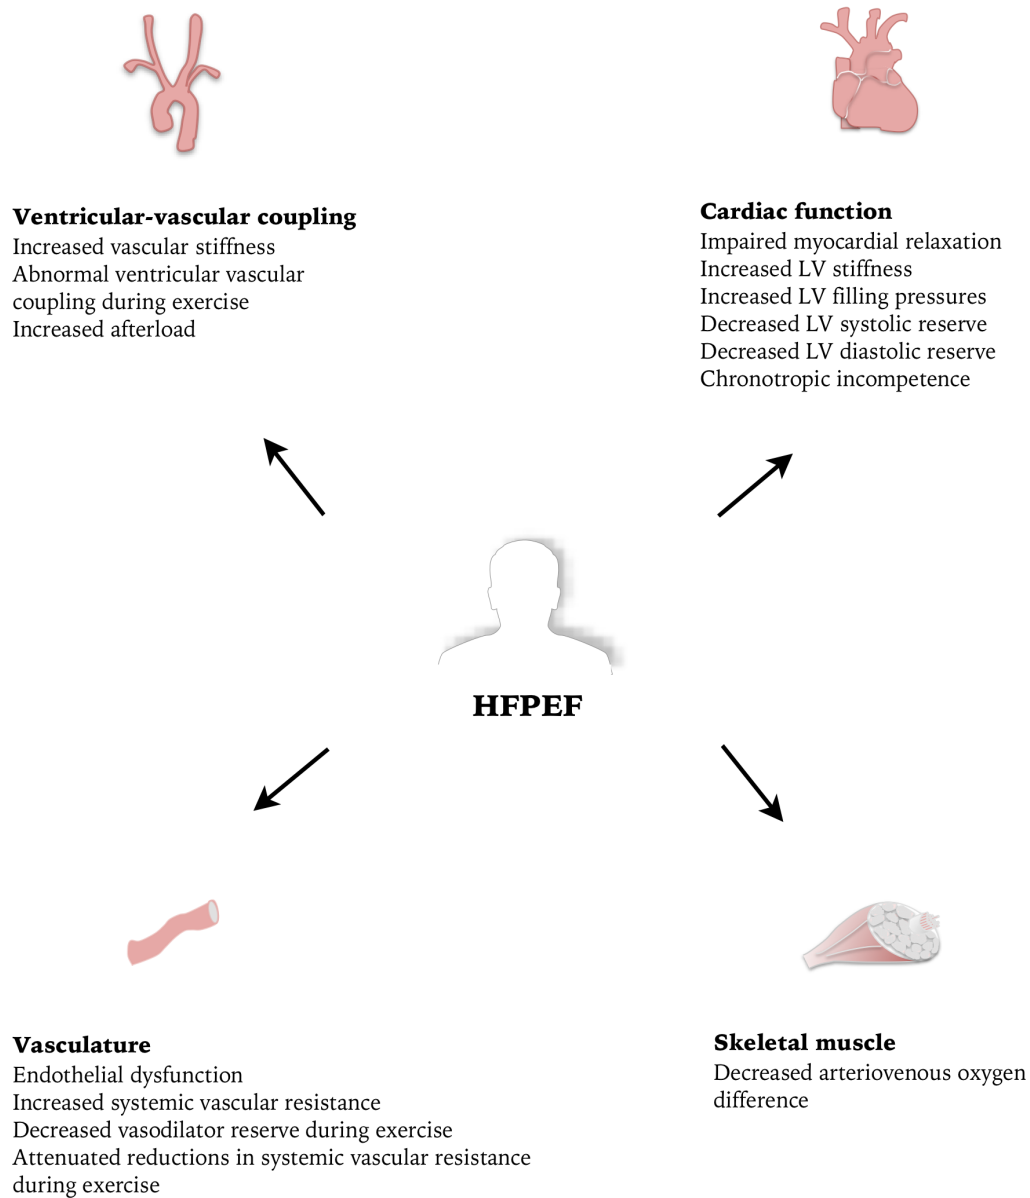 Ventricular-vascular coupling
Increased vascular stiffness
Abnormal ventricular vascular
coupling during exercise
Increased afterload
Cardiac function
Impaired myocardial relaxation
Increased LV stiffness
Increased LV filling pressures
Decreased LV systolic reserve
Decreased LV diastolic reserve
Chronotropic incompetence
HFPEF
Vasculature
Endothelial dysfunction
Increased systemic vascular resistance
Decreased vasodilator reserve during exercise
Attenuated reductions in systemic vascular resistance
during exercise
Skeletal muscle
Decreased arteriovenous oxygen
difference